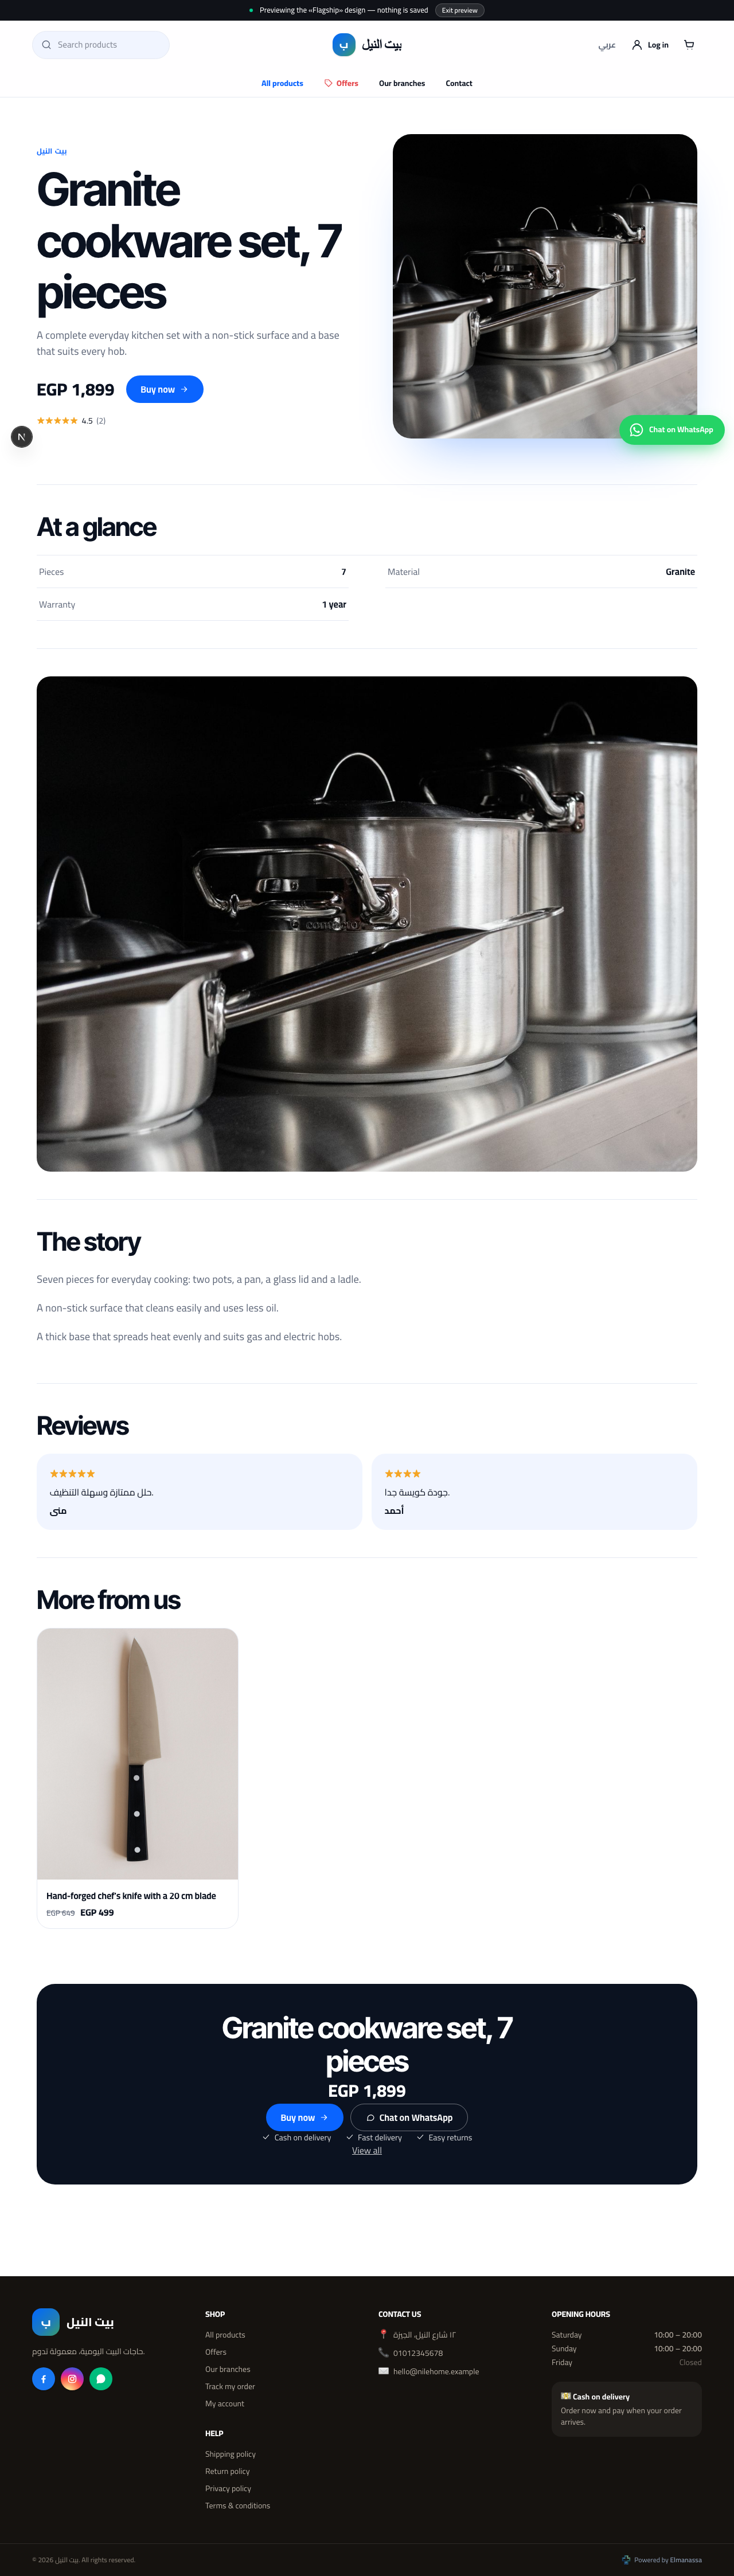 Previewing the «Flagship» design — nothing is saved
Exit preview
Search products
ب
بيت النيل
عربي
Log in
All products
Offers
Our branches
Contact
بيت النيل
Granite
cookware set, 7
pieces
A complete everyday kitchen set with a non-stick surface and a base
that suits every hob.
EGP 1,899
Buy now
4.5 (2)
N
Chat on WhatsApp
At a glance
Pieces 7
Material Granite
Warranty 1 year
The story
Seven pieces for everyday cooking: two pots, a pan, a glass lid and a ladle.
A non-stick surface that cleans easily and uses less oil.
A thick base that spreads heat evenly and suits gas and electric hobs.
Reviews
حلل ممتازة وسهلة التنظيف.
منى
جودة كويسة جدا.
أحمد
More from us
Hand-forged chef's knife with a 20 cm blade
EGP 649 EGP 499
Granite cookware set, 7
pieces
EGP 1,899
Buy now
Chat on WhatsApp
Cash on delivery
Fast delivery
Easy returns
View all
ب
بيت النيل
حاجات البيت اليومية، معمولة تدوم.
SHOP
All products
Offers
Our branches
Track my order
My account
HELP
Shipping policy
Return policy
Privacy policy
Terms & conditions
CONTACT US
١٢ شارع النيل، الجيزة
01012345678
hello@nilehome.example
OPENING HOURS
Saturday 10:00 – 20:00
Sunday 10:00 – 20:00
Friday Closed
Cash on delivery
Order now and pay when your order
arrives.
© 2026 بيت النيل. All rights reserved.
Powered by Elmanassa